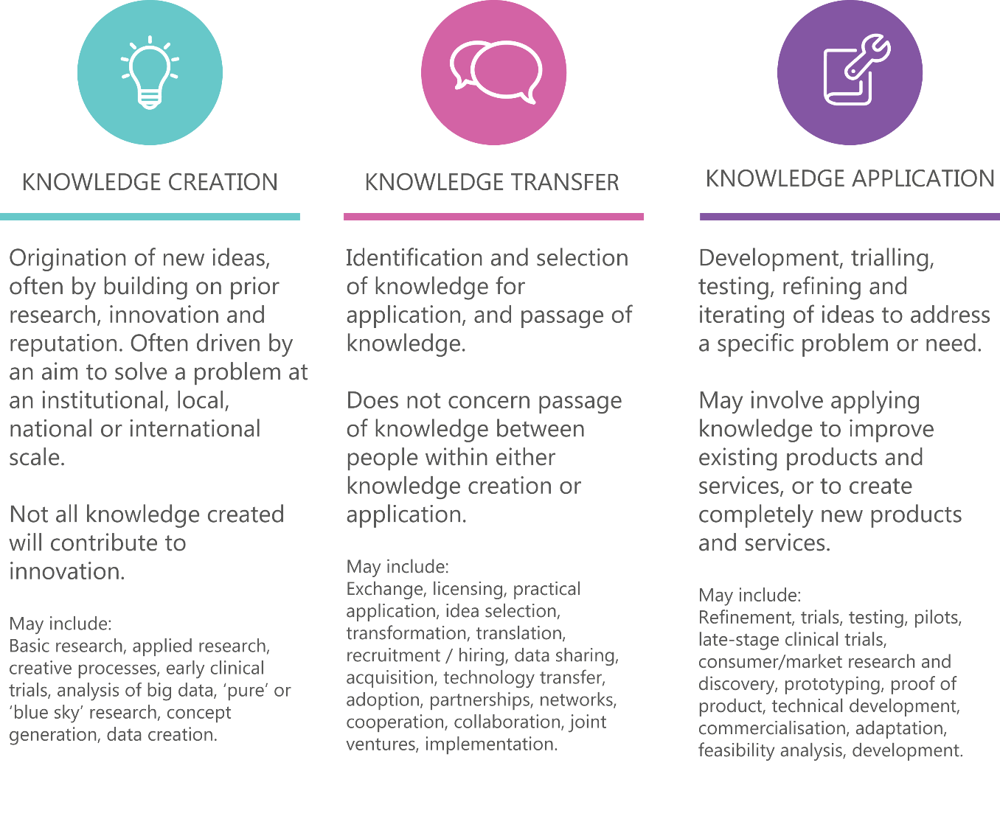 KNOWLEDGE CREATION
Origination of new ideas,
often by building on prior
research, innovation and
reputation. Often driven by
an aim to solve a problem at
an institutional, local,
national or international
scale.
Not all knowledge created
will contribute to
innovation.
May include:
Basic research, applied research,
creative processes, early clinical
trials, analysis of big data, ‘pure’ or
‘blue sky’ research, concept
generation, data creation.
KNOWLEDGE TRANSFER
Identification and selection
of knowledge for
application, and passage of
knowledge.
Does not concern passage
of knowledge between
people within either
knowledge creation or
application.
May include:
Exchange, licensing, practical
application, idea selection,
transformation, translation,
recruitment / hiring, data sharing,
acquisition, technology transfer,
adoption, partnerships, networks,
cooperation, collaboration, joint
ventures, implementation.
KNOWLEDGE APPLICATION
Development, trialling,
testing, refining and
iterating of ideas to address
a specific problem or need.
May involve applying
knowledge to improve
existing products and
services, or to create
completely new products
and services.
May include:
Refinement, trials, testing, pilots,
late-stage clinical trials,
consumer/market research and
discovery, prototyping, proof of
product, technical development,
commercialisation, adaptation,
feasibility analysis, development.